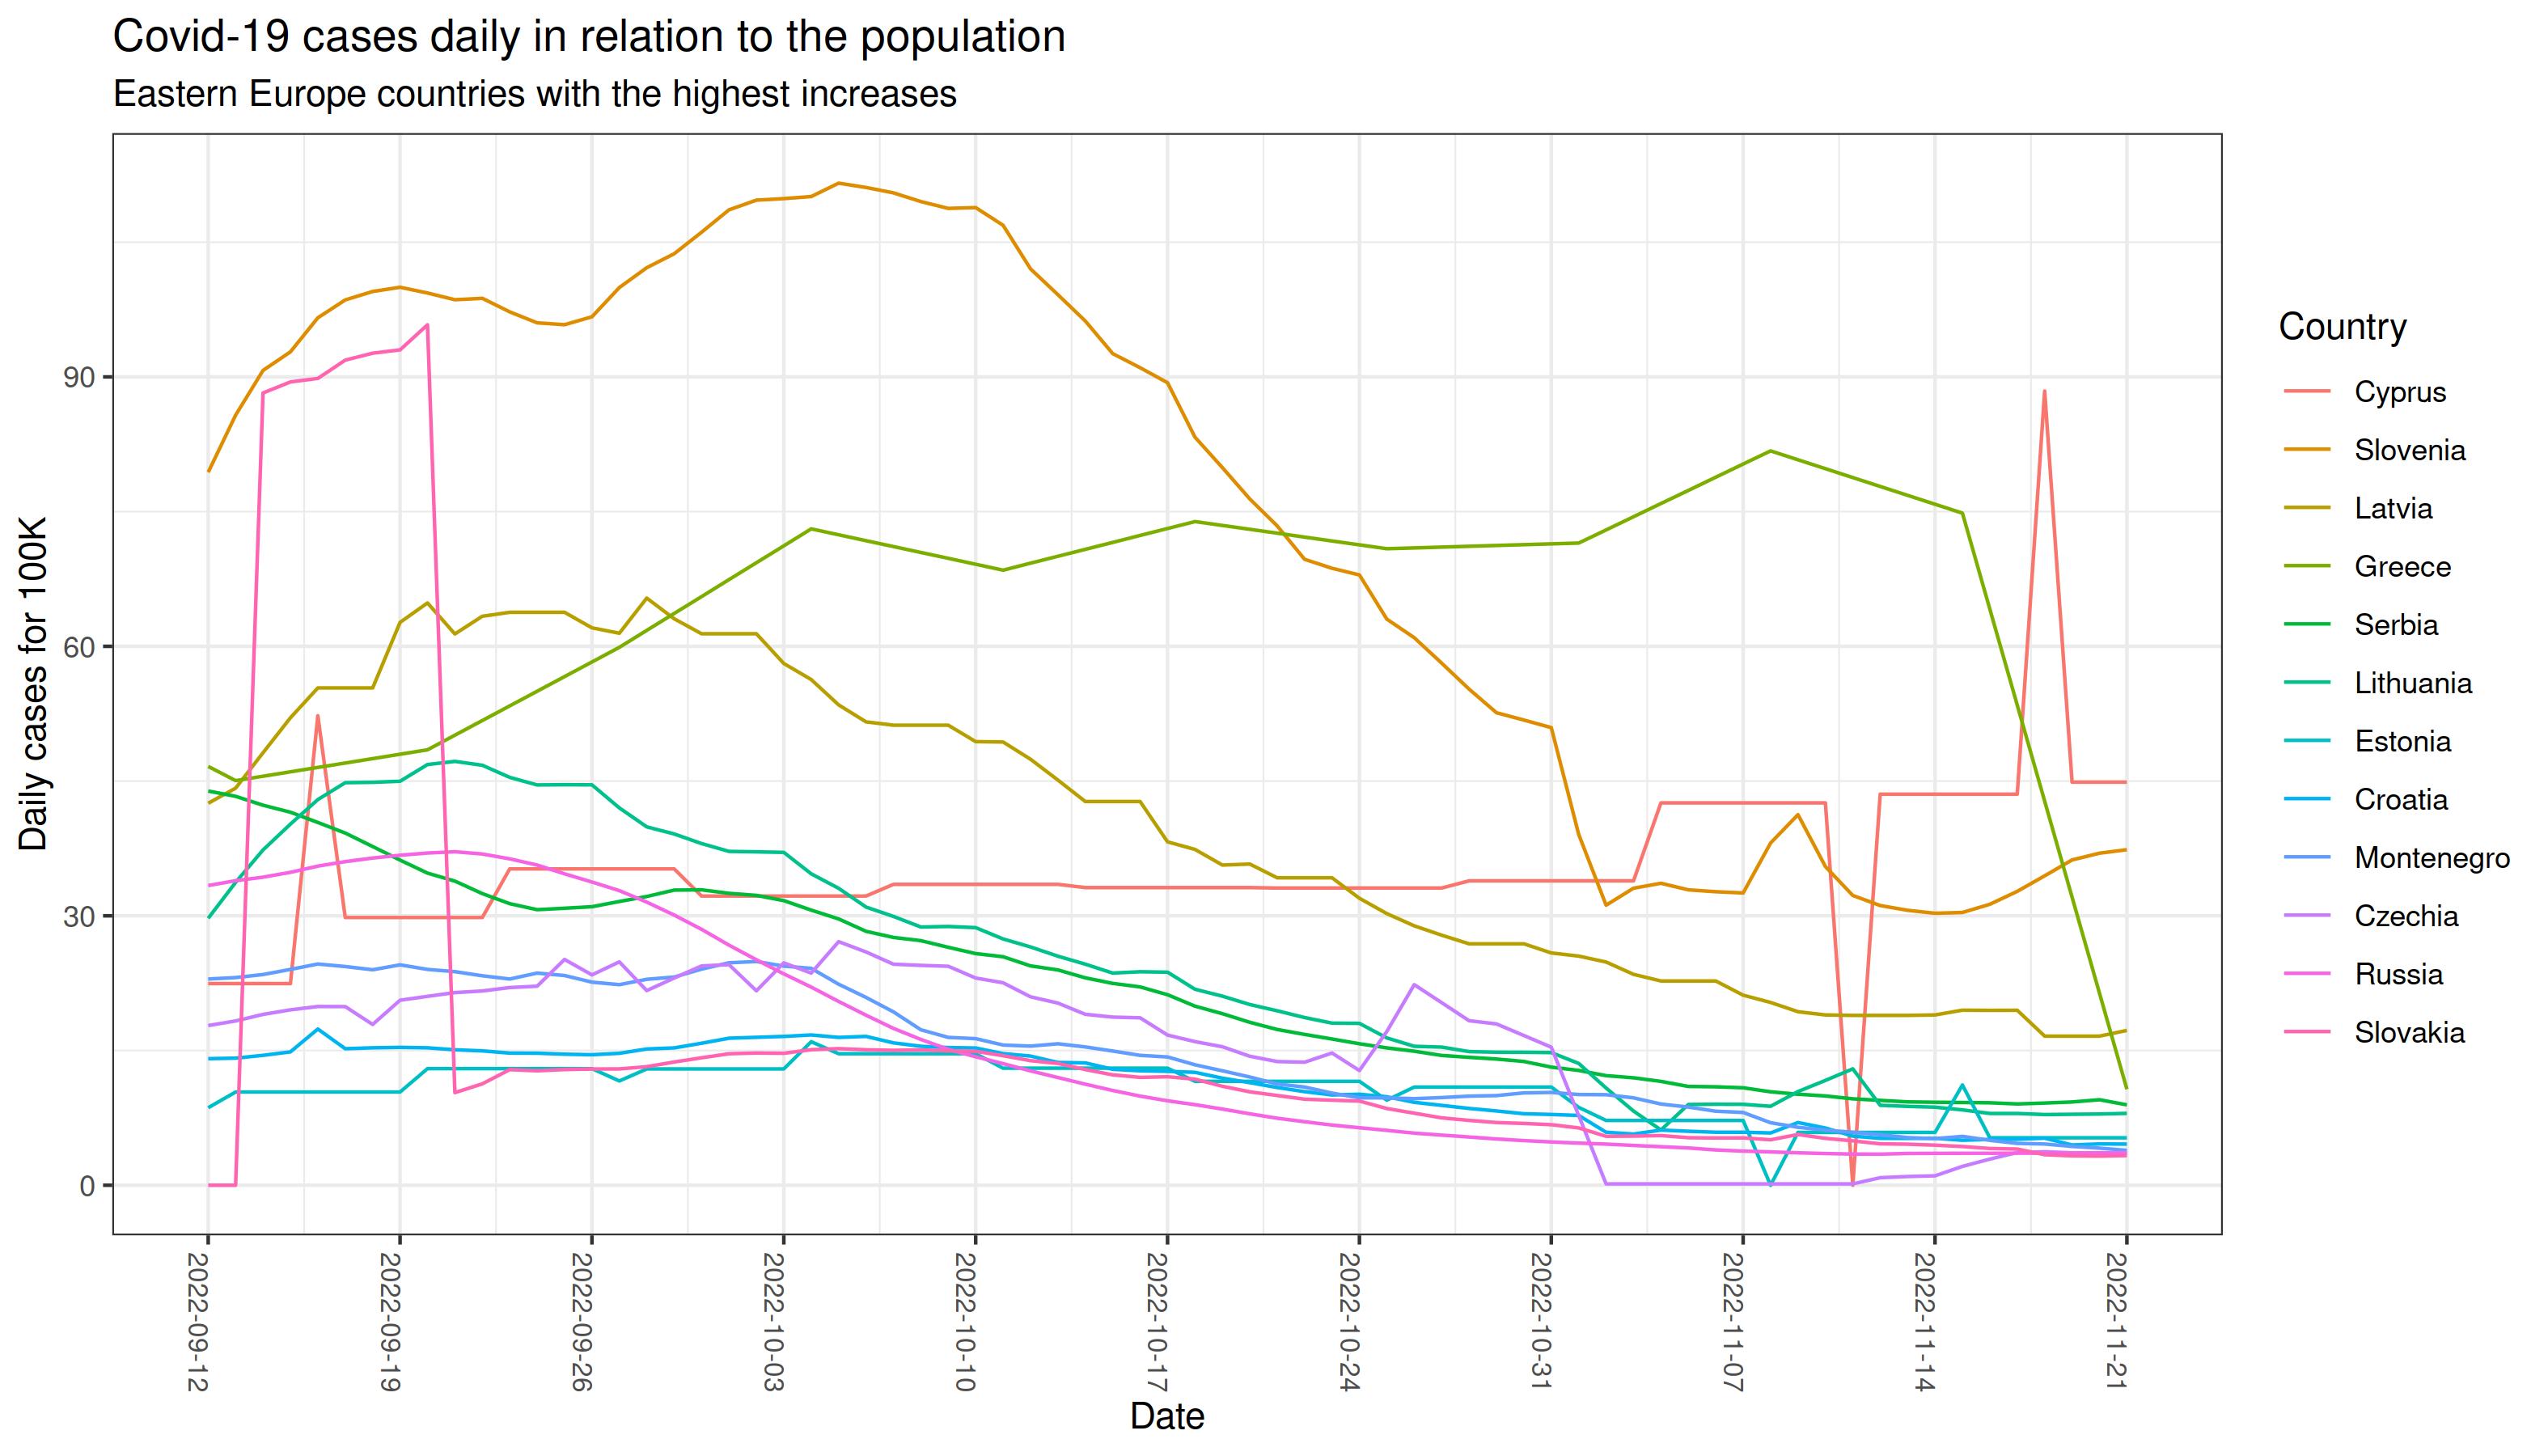 Covid-19 cases daily in relation to the population
Eastern Europe countries with the highest increases
Daily cases for 100K
90
60
30
0
2022-09-12
2022-09-19
2022-09-26
2022-10-03
2022-10-10
2022-10-17
2022-10-24
2022-10-31
2022-11-07
2022-11-14
2022-11-21
Date
Country
Cyprus
Slovenia
Latvia
Greece
Serbia
Lithuania
Estonia
Croatia
Montenegro
Czechia
Russia
Slovakia